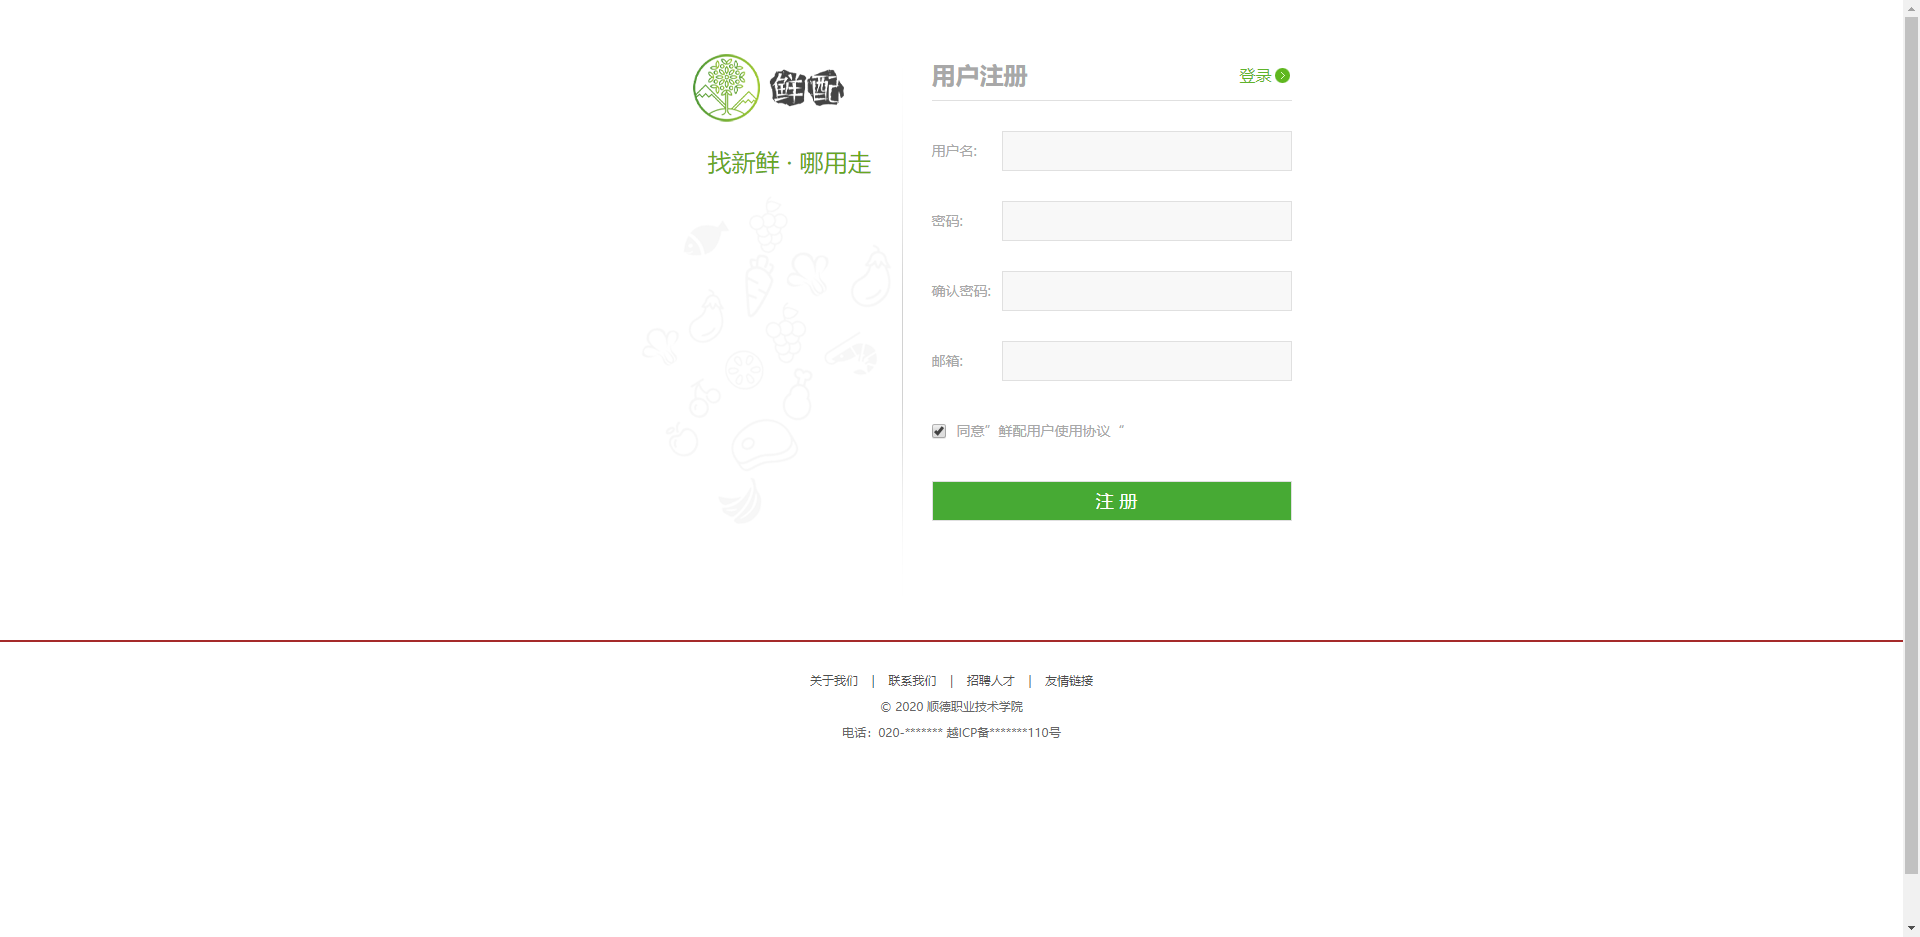 鲜配
找新鲜 · 哪用走
用户注册
登录
用户名:
密码:
确认密码:
邮箱:
同意”鲜配用户使用协议“
注 册
关于我们 | 联系我们 | 招聘人才 | 友情链接
© 2020 顺德职业技术学院
电话：020-******* 越ICP备*******110号